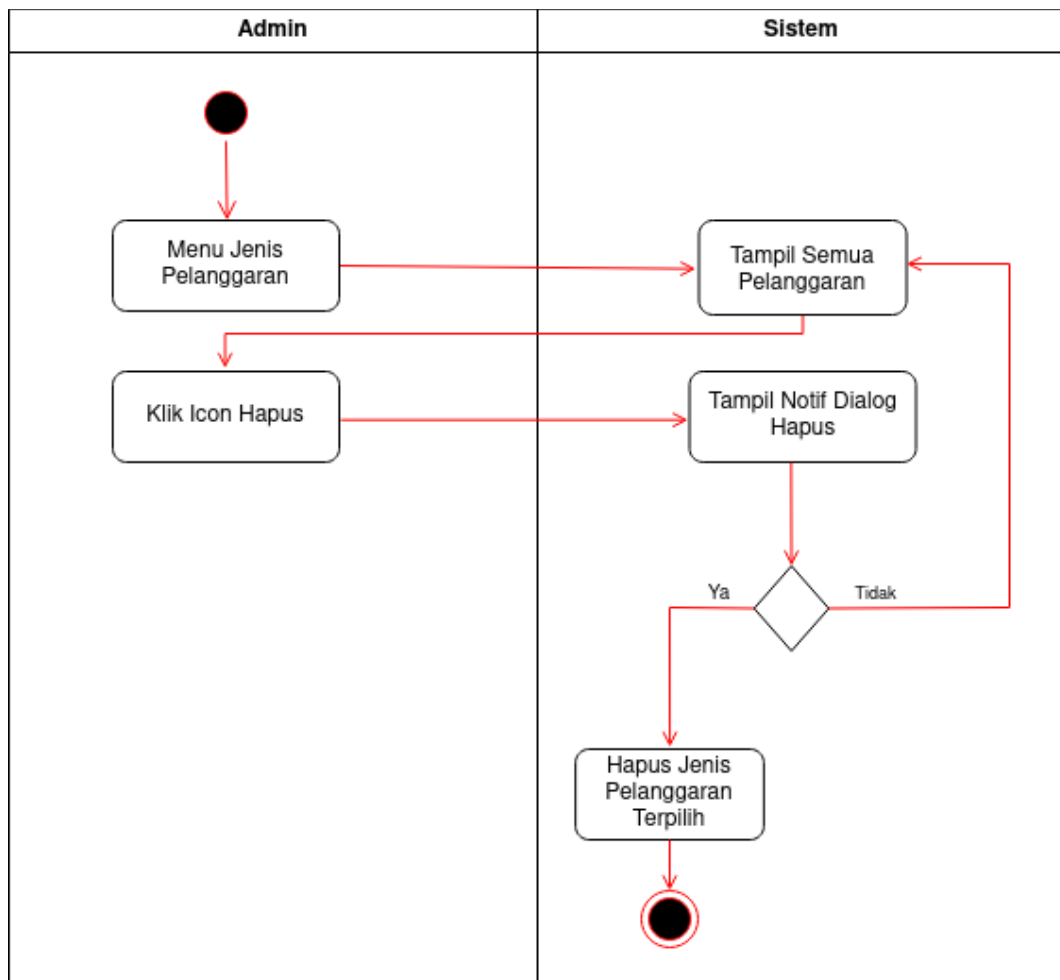 Admin
Sistem
Menu Jenis
Pelanggaran
Tampil Semua
Pelanggaran
Klik Icon Hapus
Tampil Notif Dialog
Hapus
Ya
Tidak
Hapus Jenis
Pelanggaran
Terpilih